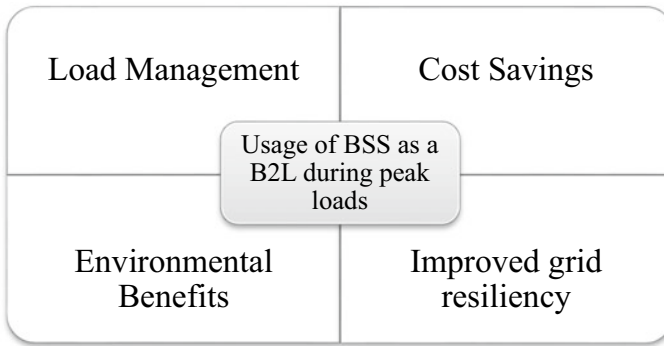 Load Management
Cost Savings
Usage of BSS as a
B2L during peak
loads
Environmental
Benefits
Improved grid
resiliency